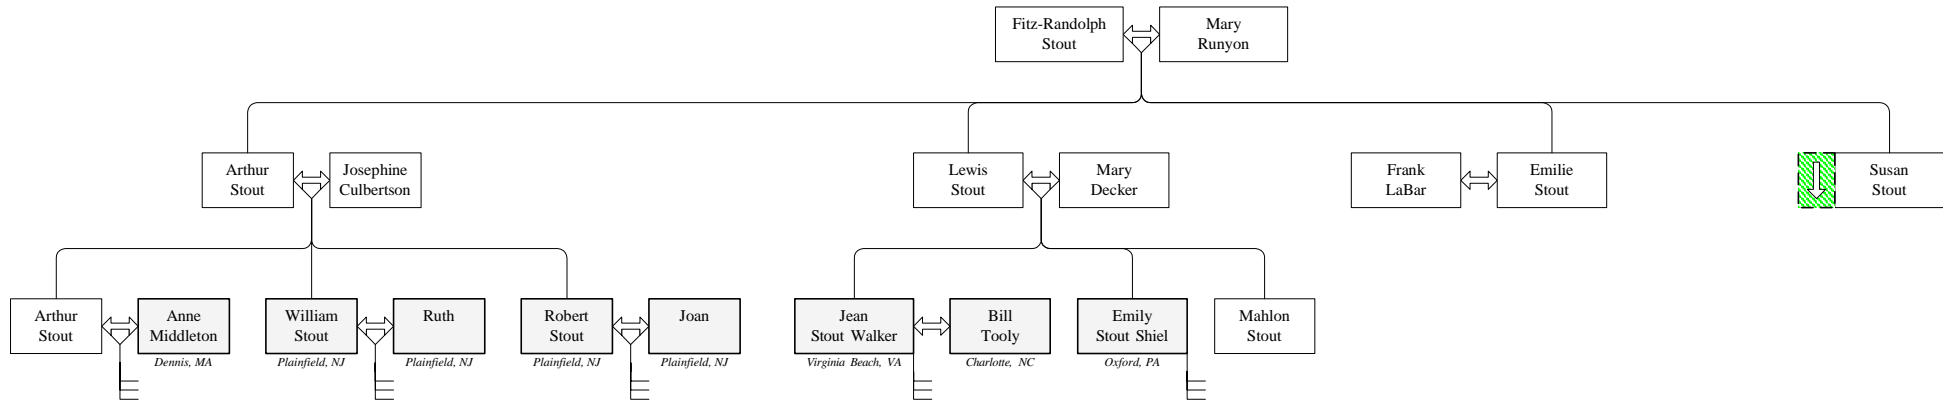 Fitz-Randolph
Stout
Mary
Runyon
Arthur
Stout
Josephine
Culbertson
Lewis
Stout
Mary
Decker
Frank
LaBar
Emilie
Stout
Susan
Stout
Arthur
Stout
Anne
Middleton
Dennis, MA
William
Stout
Plainfield, NJ
Ruth
Plainfield, NJ
Robert
Stout
Plainfield, NJ
Joan
Plainfield, NJ
Jean
Stout Walker
Virginia Beach, VA
Bill
Tooly
Charlotte, NC
Emily
Stout Shiel
Oxford, PA
Mahlon
Stout